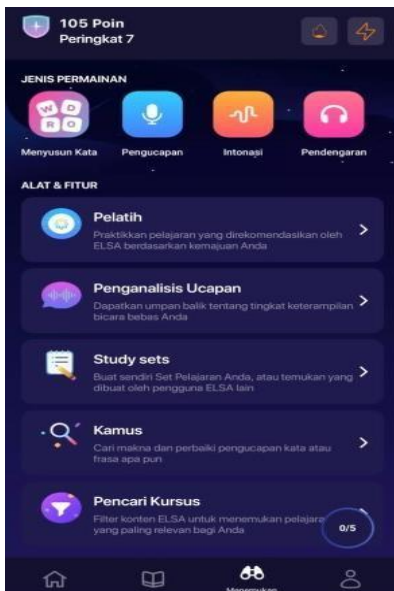 105 Poin
Peringkat 7
JENIS PERMAINAN
W D
R O
Menyusun Kata
Pengucapan
Intonasi
Pendengaran
ALAT & FITUR
Pelatih
Praktikkan pelajaran yang direkomendasikan oleh
ELSA berdasarkan kemajuan Anda
Penganalisis Ucapan
Dapatkan umpan balik tentang tingkat keterampilan
bicara bebas Anda
Study sets
Buat sendiri Set Pelajaran Anda, atau temukan yang
dibuat oleh pengguna ELSA lain
Kamus
Cari makna dan perbaiki pengucapan kata atau
frasa apa pun
Pencari Kursus
Filter konten ELSA untuk menemukan pelajara
yang paling relevan bagi Anda
0/5
Menemukan